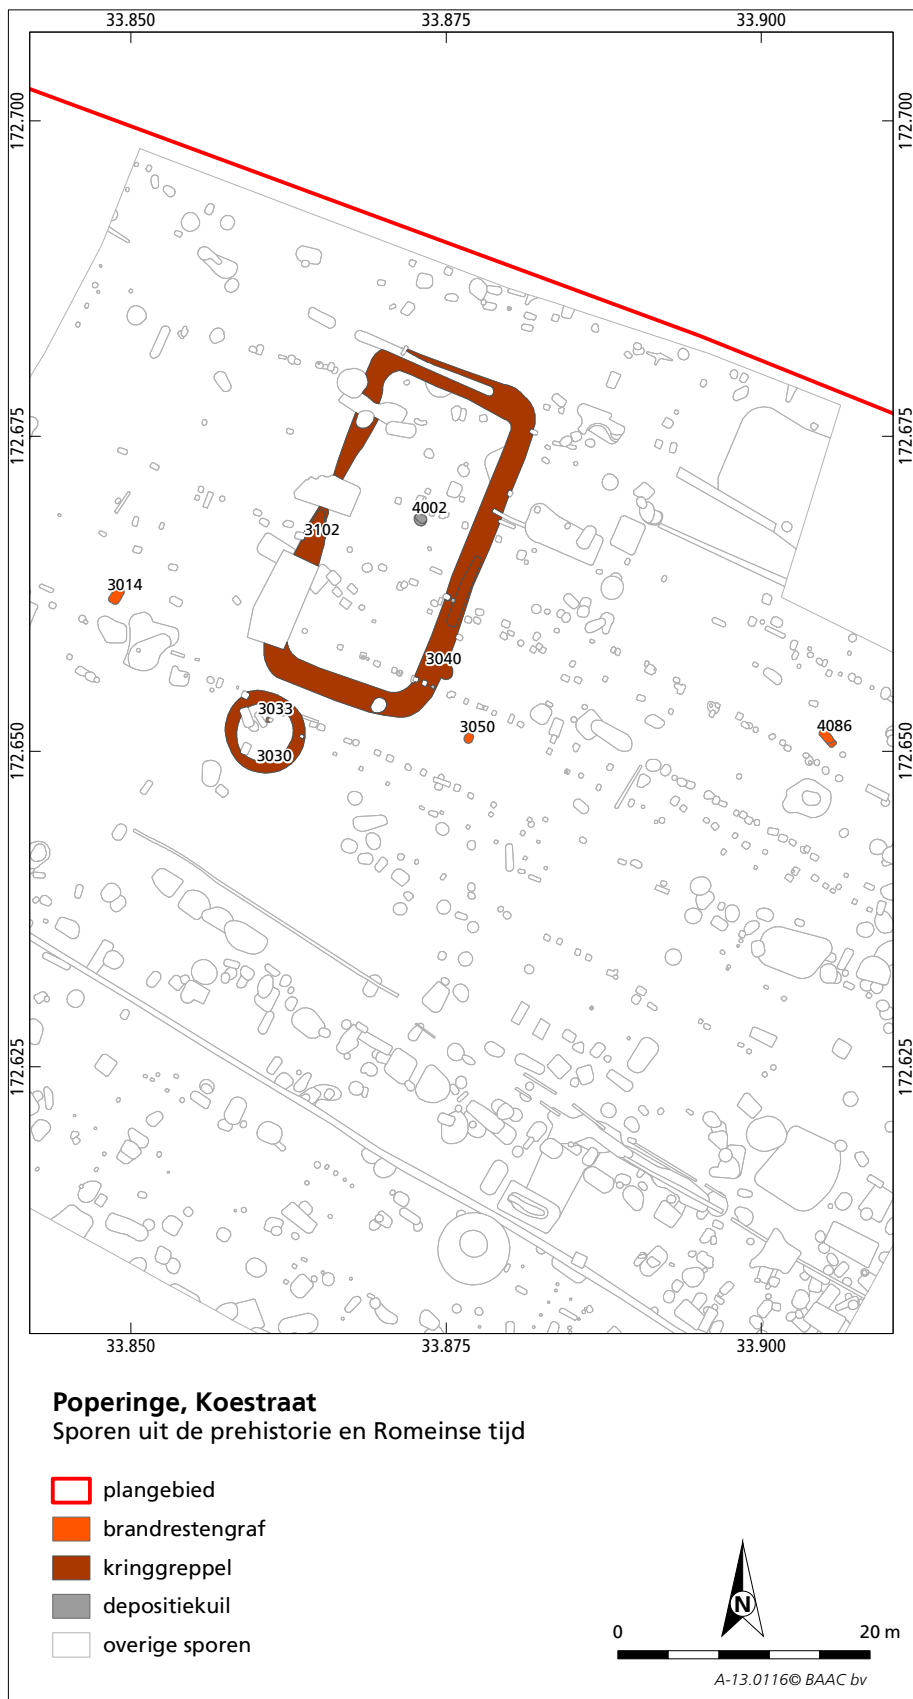 33.850 33.875 33.900
172.700 172.700
172.675 172.675
4002
3102
3014
3040
3033
3050
4086
3030
172.650 172.650
172.625 172.625
33.850 33.875 33.900
Poperinge, Koestraat
Sporen uit de prehistorie en Romeinse tijd
plangebied
brandrestengraf
kringgreppel
depositiekuil
overige sporen
N
0 20 m
A-13.0116© BAAC bv